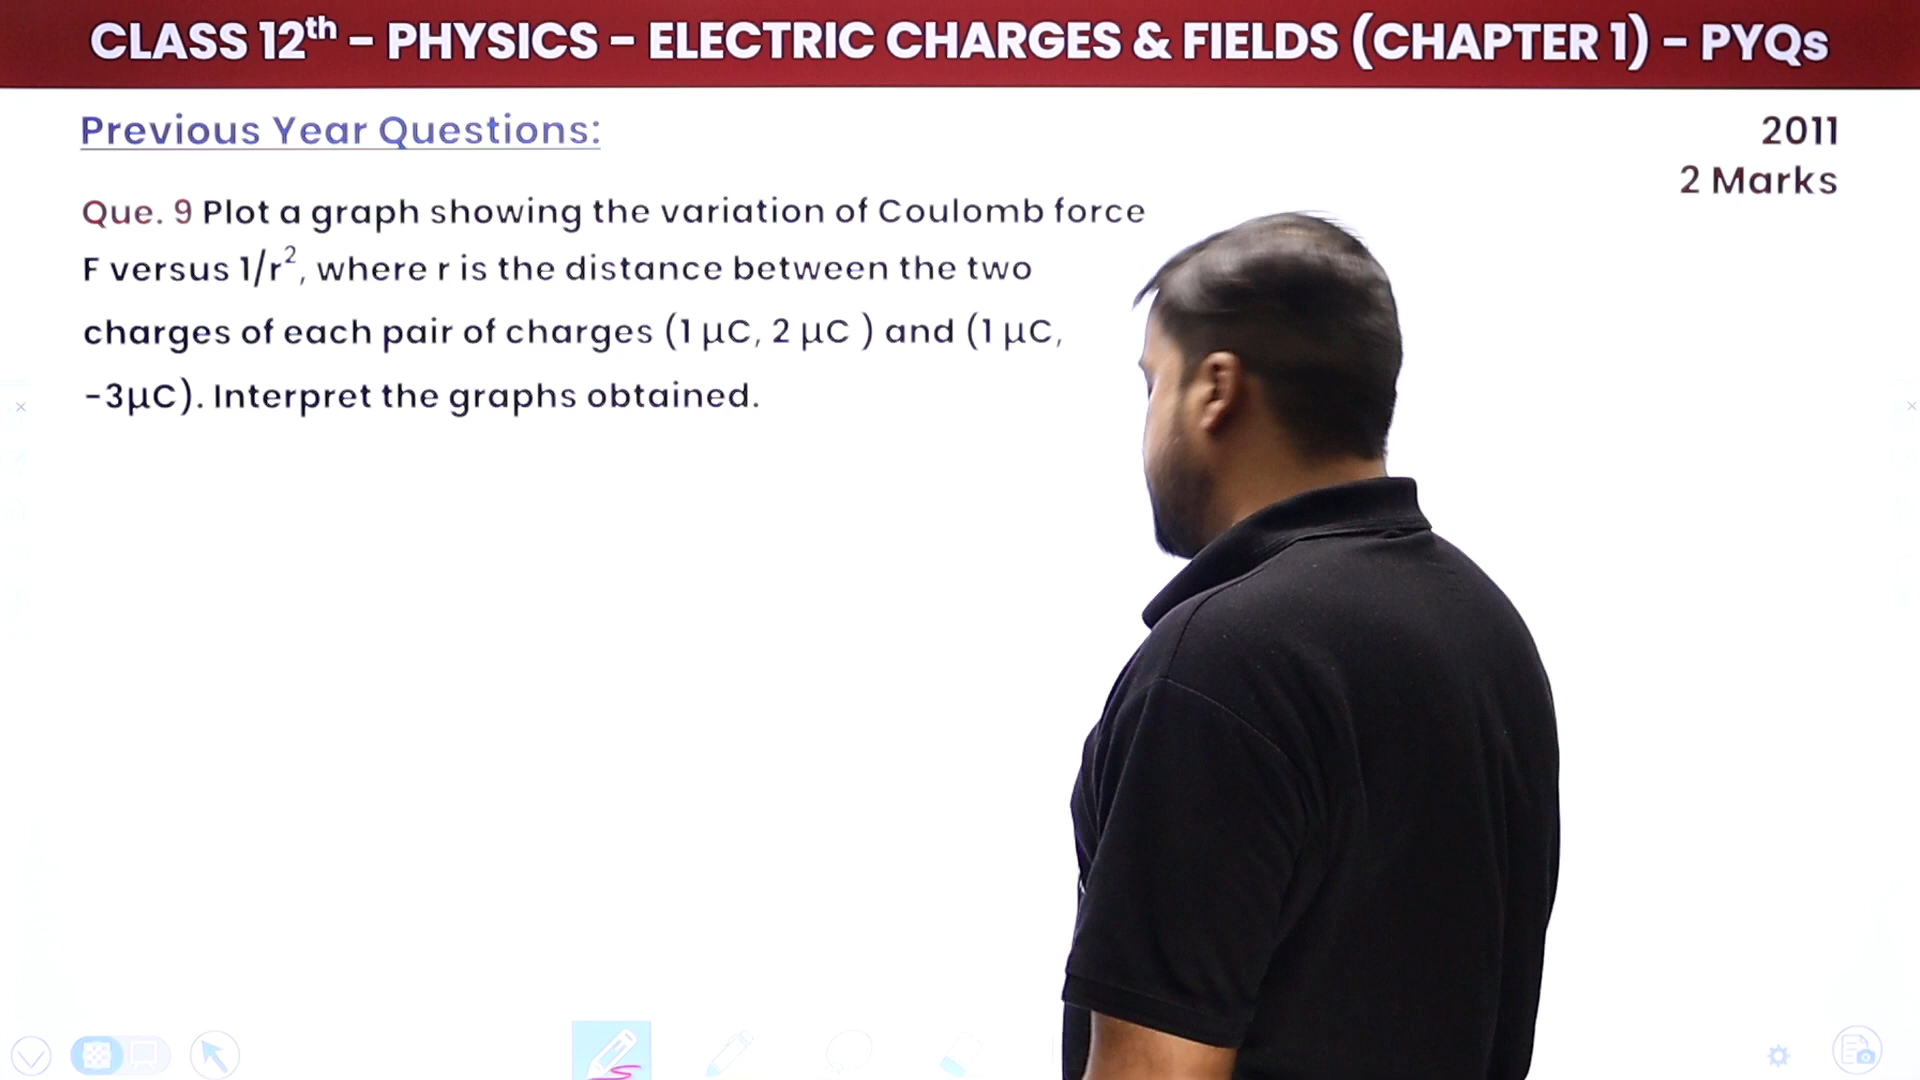 CLASS 12th - PHYSICS - ELECTRIC CHARGES & FIELDS (CHAPTER 1) - PYQs
Previous Year Questions:
2011
2 Marks
Que. 9 Plot a graph showing the variation of Coulomb force
F versus 1/r², where r is the distance between the two
charges of each pair of charges (1 μC, 2 μC ) and (1 μC,
-3μC). Interpret the graphs obtained.